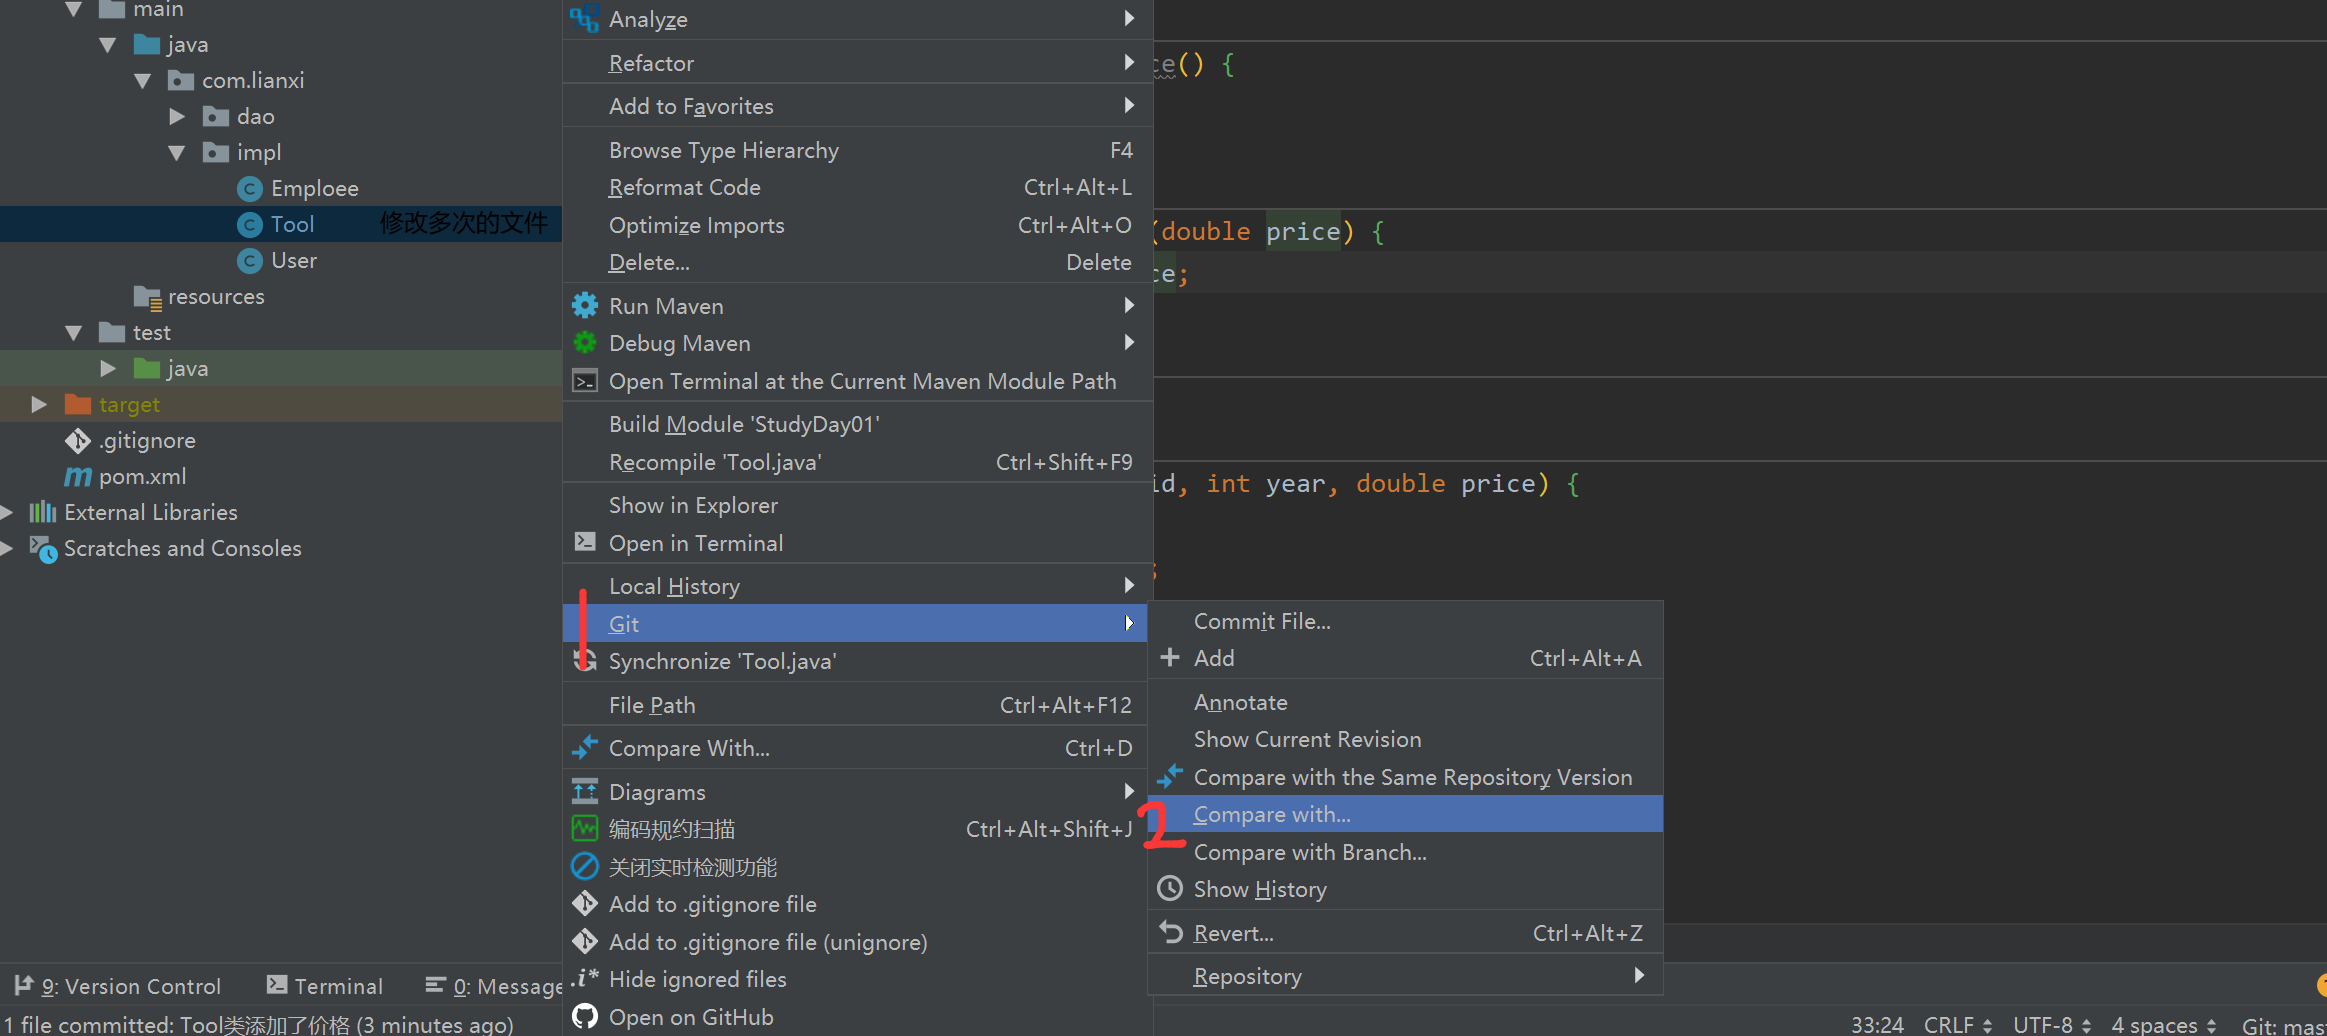 main
java
com.lianxi
dao
impl
Emploee
Tool 修改多次的文件
User
resources
test
java
target
.gitignore
pom.xml
External Libraries
Scratches and Consoles
9: Version Control Terminal 0: Message
1 file committed: Tool类添加了价格 (3 minutes ago)
Analyze
Refactor
Add to Favorites
Browse Type Hierarchy F4
Reformat Code Ctrl+Alt+L
Optimize Imports Ctrl+Alt+O
Delete... Delete
Run Maven
Debug Maven
Open Terminal at the Current Maven Module Path
Build Module 'StudyDay01'
Recompile 'Tool.java' Ctrl+Shift+F9
Show in Explorer
Open in Terminal
Local History
1 Git
Synchronize 'Tool.java'
File Path Ctrl+Alt+F12
Compare With... Ctrl+D
Diagrams
编码规约扫描 Ctrl+Alt+Shift+J
关闭实时检测功能
Add to .gitignore file
Add to .gitignore file (unignore)
.i* Hide ignored files
Open on GitHub
Commit File...
Add Ctrl+Alt+A
Annotate
Show Current Revision
Compare with the Same Repository Version
2 Compare with...
Compare with Branch...
Show History
Revert... Ctrl+Alt+Z
Repository
ce() {
(double price) {
ce;
id, int year, double price) {
;
33:24 CRLF UTF-8 4 spaces Git: mas